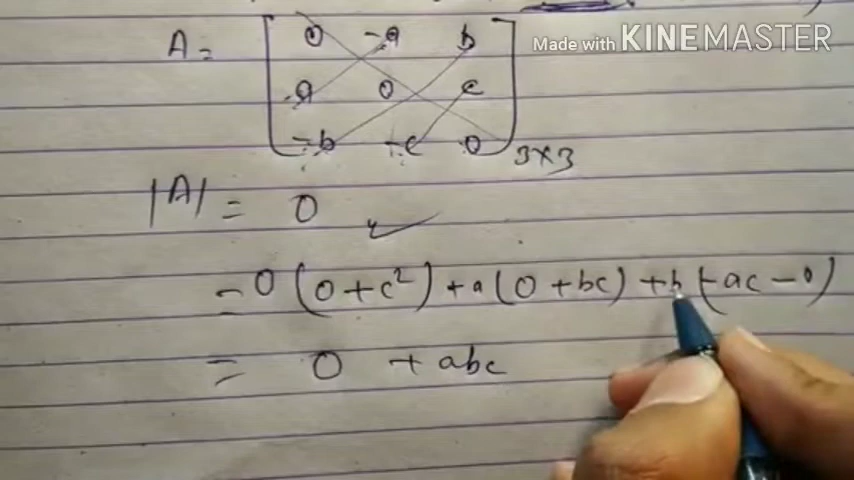 Made with KINEMASTER
A = [ 0 -a b
a 0 c
-b -c 0 ] 3×3
|A| = 0 ✓
= 0 (0 + c²) + a (0 + bc) + b (-ac - 0)
= 0 + abc